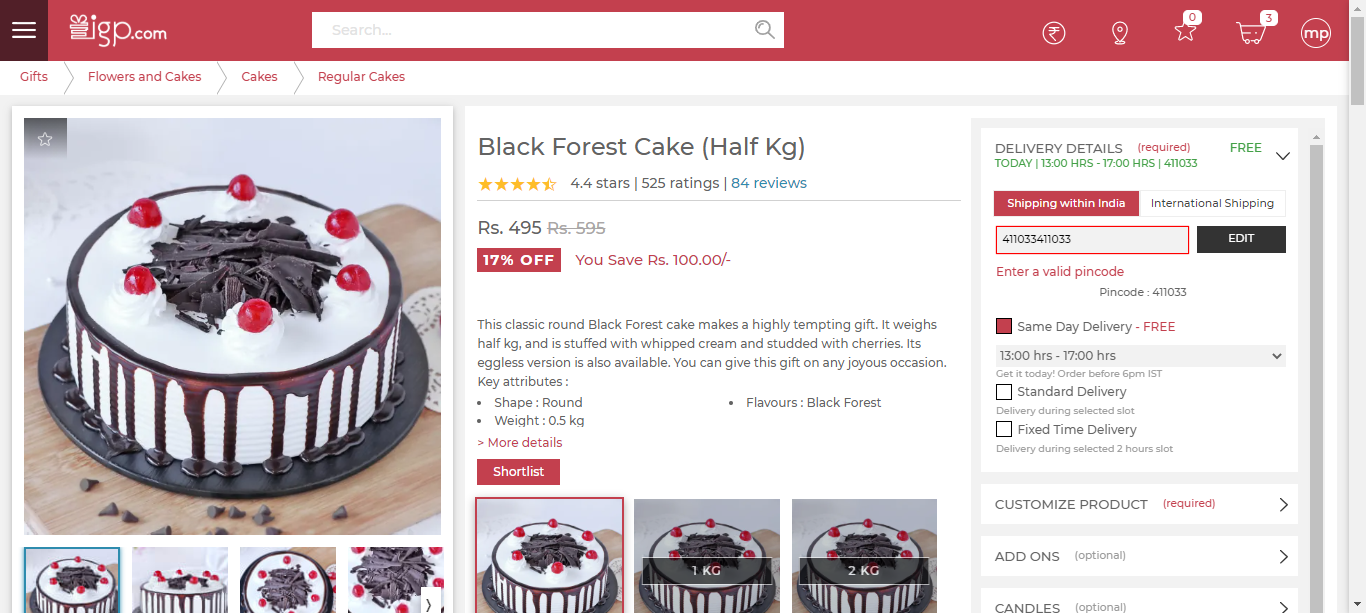 igp.com
Search...
0
3
mp
Gifts
Flowers and Cakes
Cakes
Regular Cakes
Black Forest Cake (Half Kg)
4.4 stars | 525 ratings | 84 reviews
Rs. 495 Rs. 595
17% OFF You Save Rs. 100.00/-
This classic round Black Forest cake makes a highly tempting gift. It weighs
half kg, and is stuffed with whipped cream and studded with cherries. Its
eggless version is also available. You can give this gift on any joyous occasion.
Key attributes :
• Shape : Round
• Flavours : Black Forest
• Weight : 0.5 kg
> More details
Shortlist
1 KG
2 KG
DELIVERY DETAILS (required) FREE
TODAY | 13:00 HRS - 17:00 HRS | 411033
Shipping within India
International Shipping
411033411033
EDIT
Enter a valid pincode
Pincode : 411033
Same Day Delivery - FREE
13:00 hrs - 17:00 hrs
Get it today! Order before 6pm IST
Standard Delivery
Delivery during selected slot
Fixed Time Delivery
Delivery during selected 2 hours slot
CUSTOMIZE PRODUCT (required)
ADD ONS (optional)
CANDLES (optional)